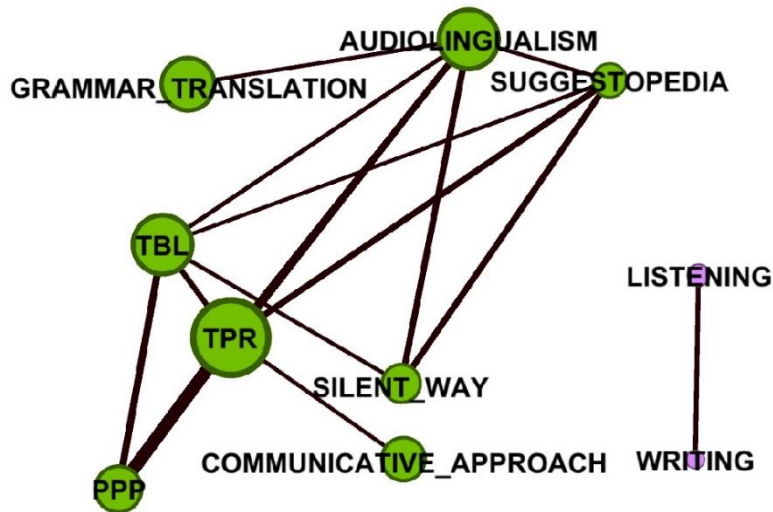 AUDIOLINGUALISM
SUGGESTOPEDIA
GRAMMAR_TRANSLATION
TBL
LISTENING
TPR
SILENT_WAY
COMMUNICATIVE_APPROACH
WRITING
PPP